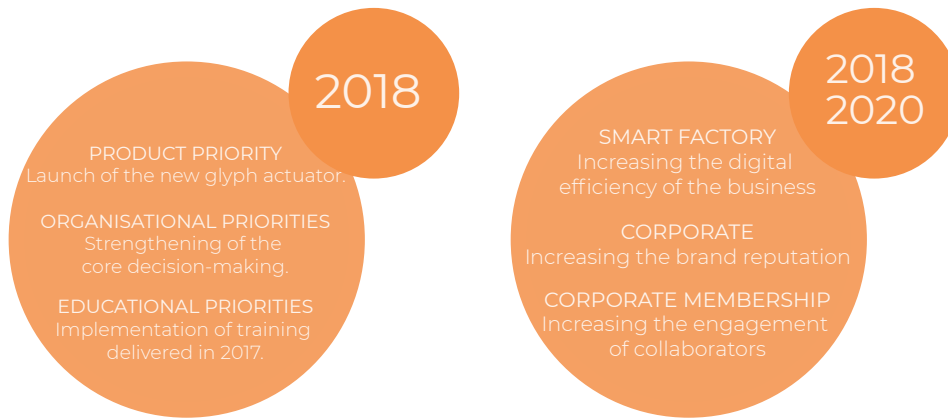 2018
PRODUCT PRIORITY
Launch of the new glyph actuator.
ORGANISATIONAL PRIORITIES
Strengthening of the
core decision-making.
EDUCATIONAL PRIORITIES
Implementation of training
delivered in 2017.
2018
2020
SMART FACTORY
Increasing the digital
efficiency of the business
CORPORATE
Increasing the brand reputation
CORPORATE MEMBERSHIP
Increasing the engagement
of collaborators